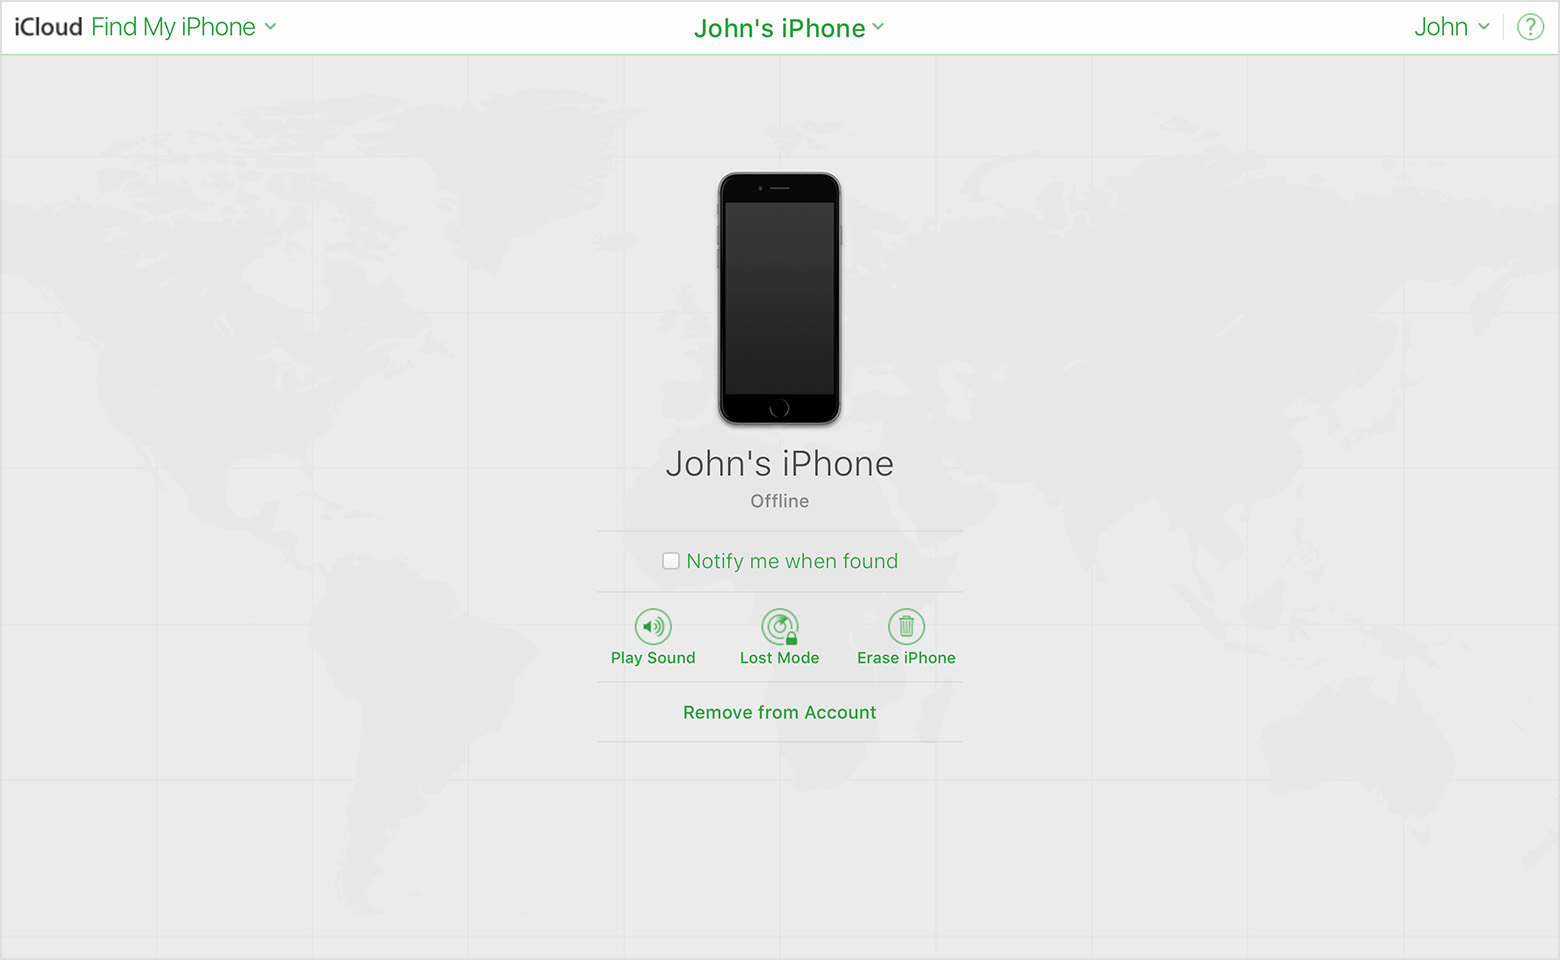 iCloud Find My iPhone
John's iPhone
John
?
John's iPhone
Offline
Notify me when found
Play Sound
Lost Mode
Erase iPhone
Remove from Account